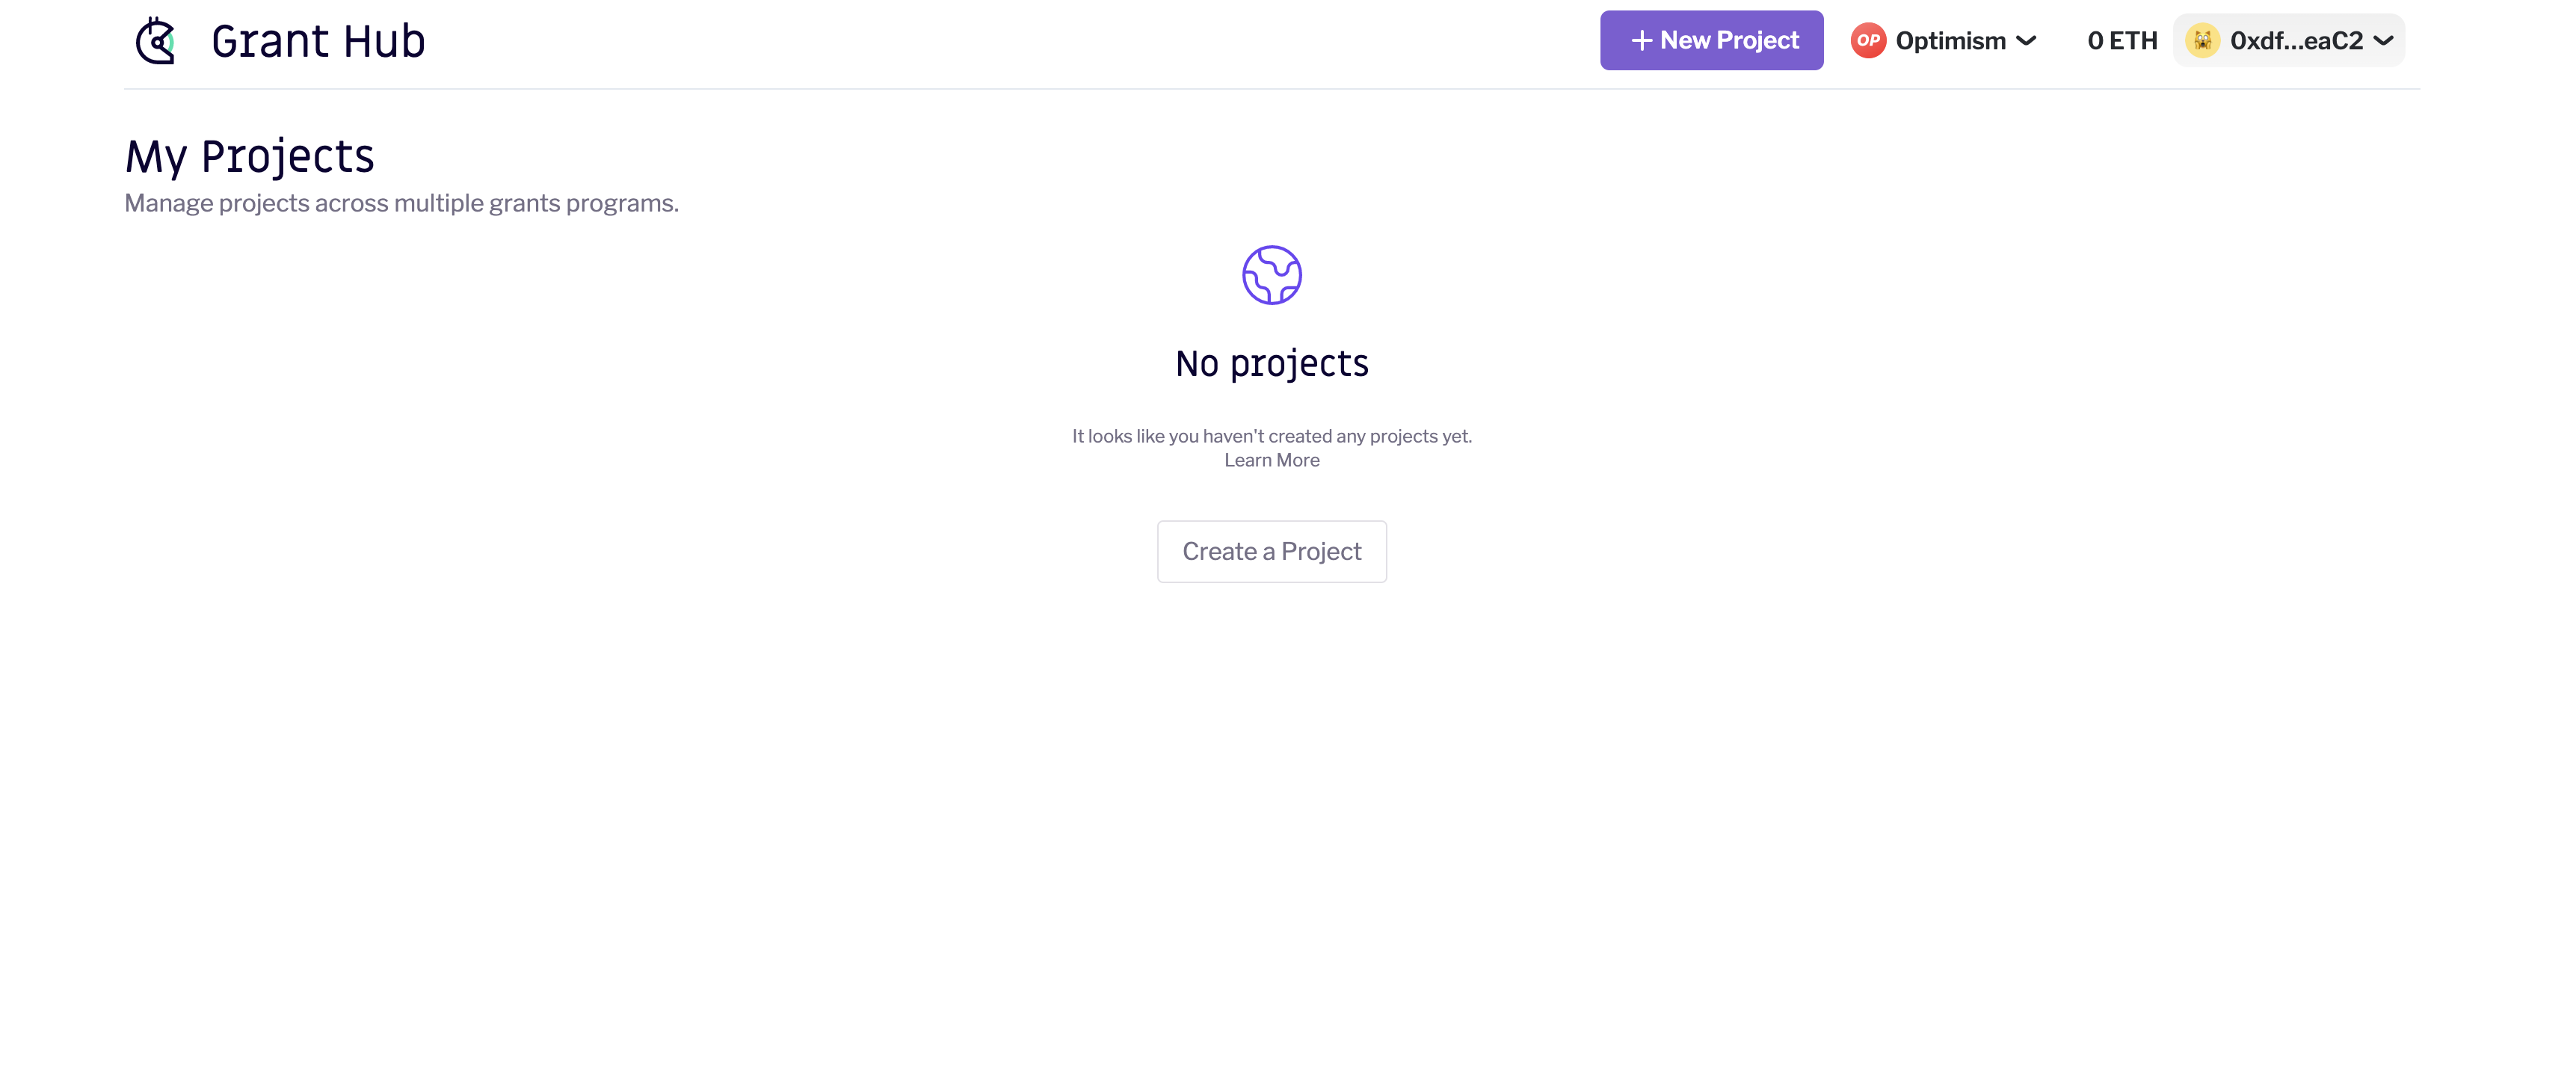 Grant Hub
New Project
OP Optimism
0 ETH
0xdf...eaC2
My Projects
Manage projects across multiple grants programs.
No projects
It looks like you haven't created any projects yet.
Learn More
Create a Project